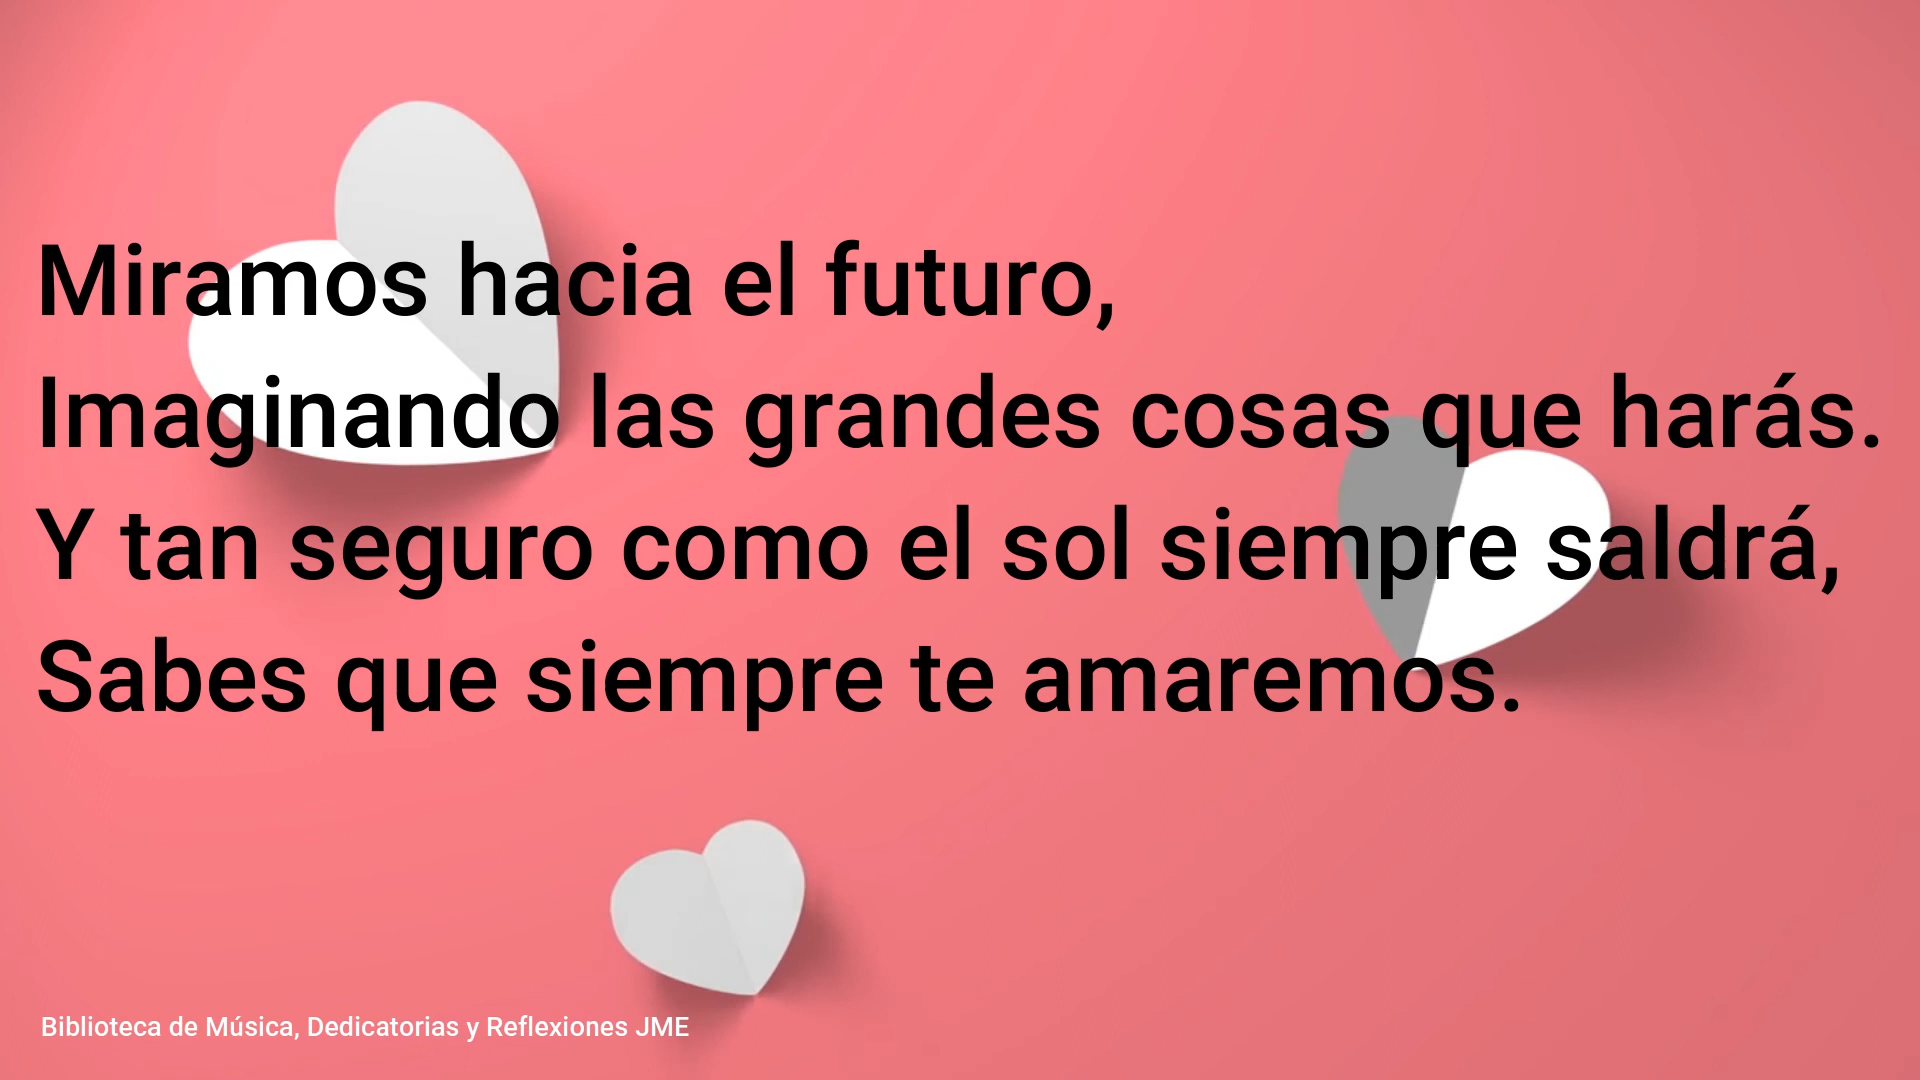 Miramos hacia el futuro,
Imaginando las grandes cosas que harás.
Y tan seguro como el sol siempre saldrá,
Sabes que siempre te amaremos.
Biblioteca de Música, Dedicatorias y Reflexiones JME